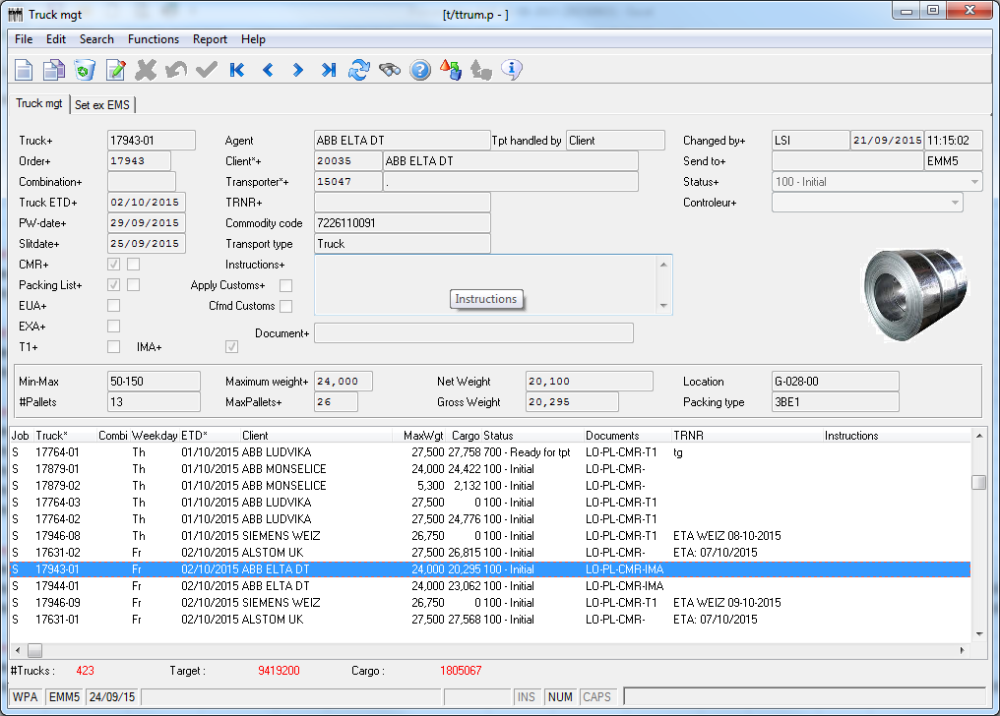 Truck mgt [t/ttrum.p - ]
File Edit Search Functions Report Help
Truck mgt Set ex EMS
Truck+ 17943-01 Agent ABB ELTA DT Tpt handled by Client Changed by+ LSI 21/09/2015 11:15:02
Order+ 17943 Client*+ 20035 ABB ELTA DT Send to+ EMM5
Combination+ Transporter*+ 15047 . Status+ 100 - Initial
Truck ETD+ 02/10/2015 TRNR+ Controleur+
PW-date+ 29/09/2015 Commodity code 7226110091
Slitdate+ 25/09/2015 Transport type Truck
CMR+ Instructions+
Packing List+ Apply Customs+
Instructions
EUA+ Cfmd Customs
EXA+ Document+
T1+ IMA+
Min-Max 50-150 Maximum weight+ 24,000 Net Weight 20,100 Location G-028-00
#Pallets 13 MaxPallets+ 26 Gross Weight 20,295 Packing type 3BE1
Job Truck* Combi Weekday ETD* Client MaxWgt Cargo Status Documents TRNR Instructions
S 17764-01 Th 01/10/2015 ABB LUDVIKA 27,500 27,758 700 - Ready for tpt LO-PL-CMR-T1 tg
S 17879-01 Th 01/10/2015 ABB MONSELICE 24,000 24,422 100 - Initial LO-PL-CMR-
S 17879-02 Th 01/10/2015 ABB MONSELICE 5,300 2,132 100 - Initial LO-PL-CMR-
S 17764-03 Th 01/10/2015 ABB LUDVIKA 27,500 0 100 - Initial LO-PL-CMR-T1
S 17764-02 Th 01/10/2015 ABB LUDVIKA 27,500 24,776 100 - Initial LO-PL-CMR-T1
S 17946-08 Th 01/10/2015 SIEMENS WEIZ 26,750 0 100 - Initial LO-PL-CMR-T1 ETA WEIZ 08-10-2015
S 17631-02 Fr 02/10/2015 ALSTOM UK 27,500 26,815 100 - Initial LO-PL-CMR- ETA: 07/10/2015
S 17943-01 Fr 02/10/2015 ABB ELTA DT 24,000 20,295 100 - Initial LO-PL-CMR-IMA
S 17944-01 Fr 02/10/2015 ABB ELTA DT 24,000 23,062 100 - Initial LO-PL-CMR-IMA
S 17946-09 Fr 02/10/2015 SIEMENS WEIZ 26,750 0 100 - Initial LO-PL-CMR-T1 ETA WEIZ 09-10-2015
S 17631-01 Fr 02/10/2015 ALSTOM UK 27,500 27,568 100 - Initial LO-PL-CMR- ETA: 07/10/2015
#Trucks : 423 Target : 9419200 Cargo : 1805067
WPA EMM5 24/09/15 INS NUM CAPS